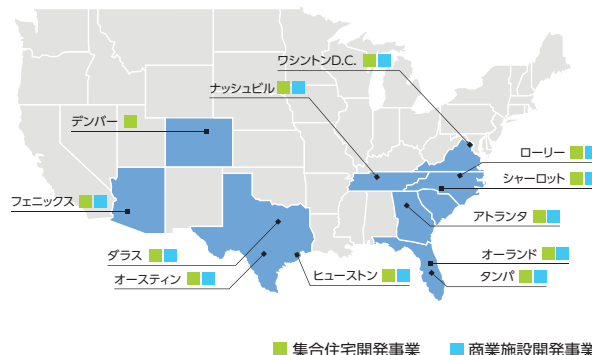 ワシントンD.C.
ナッシュビル
デンバー
ローリー
シャーロット
フェニックス
アトランタ
ダラス
オースティン
ヒューストン
オーランド
タンパ
集合住宅開発事業
商業施設開発事業